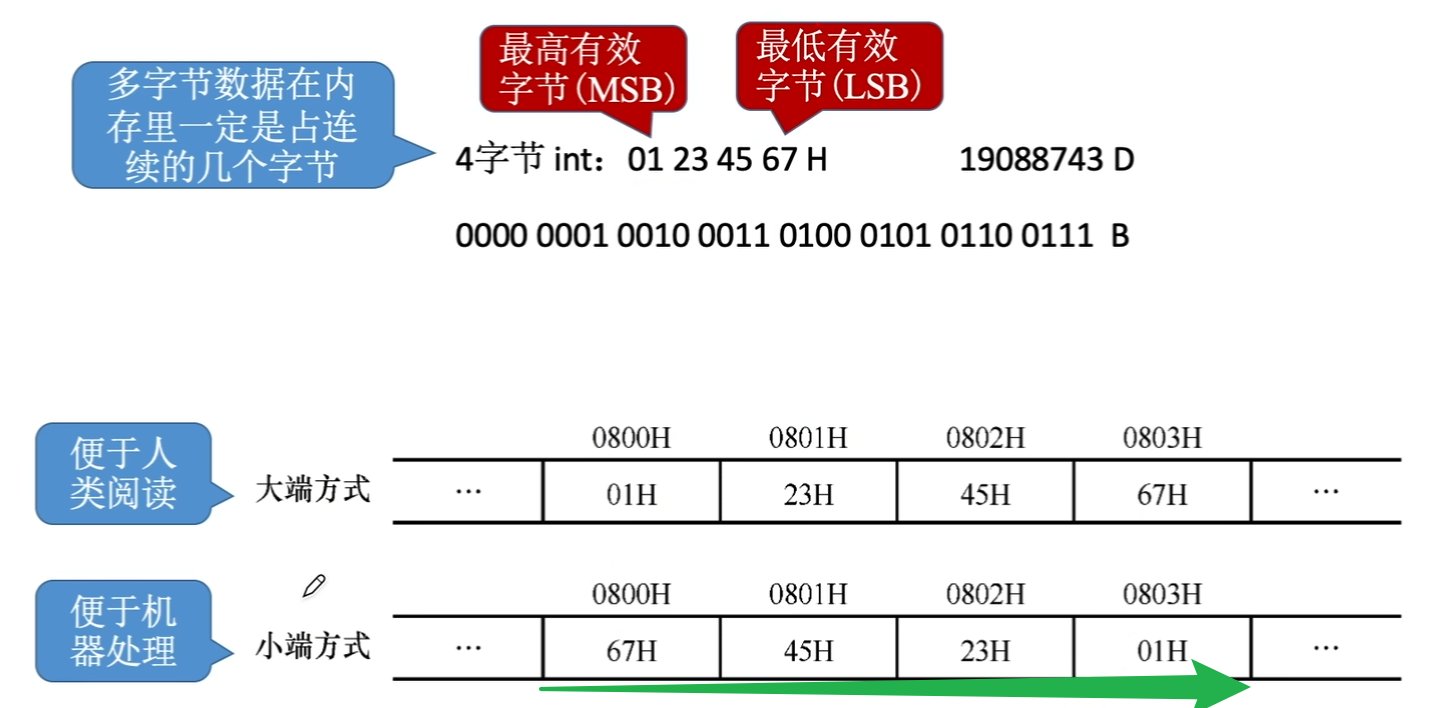 最高有效
字节(MSB)
最低有效
字节(LSB)
多字节数据在内
存里一定是占连
续的几个字节
4字节 int： 01 23 45 67 H 19088743 D
0000 0001 0010 0011 0100 0101 0110 0111 B
便于人
类阅读
0800H 0801H 0802H 0803H
大端方式 … 01H 23H 45H 67H …
便于机
器处理
0800H 0801H 0802H 0803H
小端方式 … 67H 45H 23H 01H …